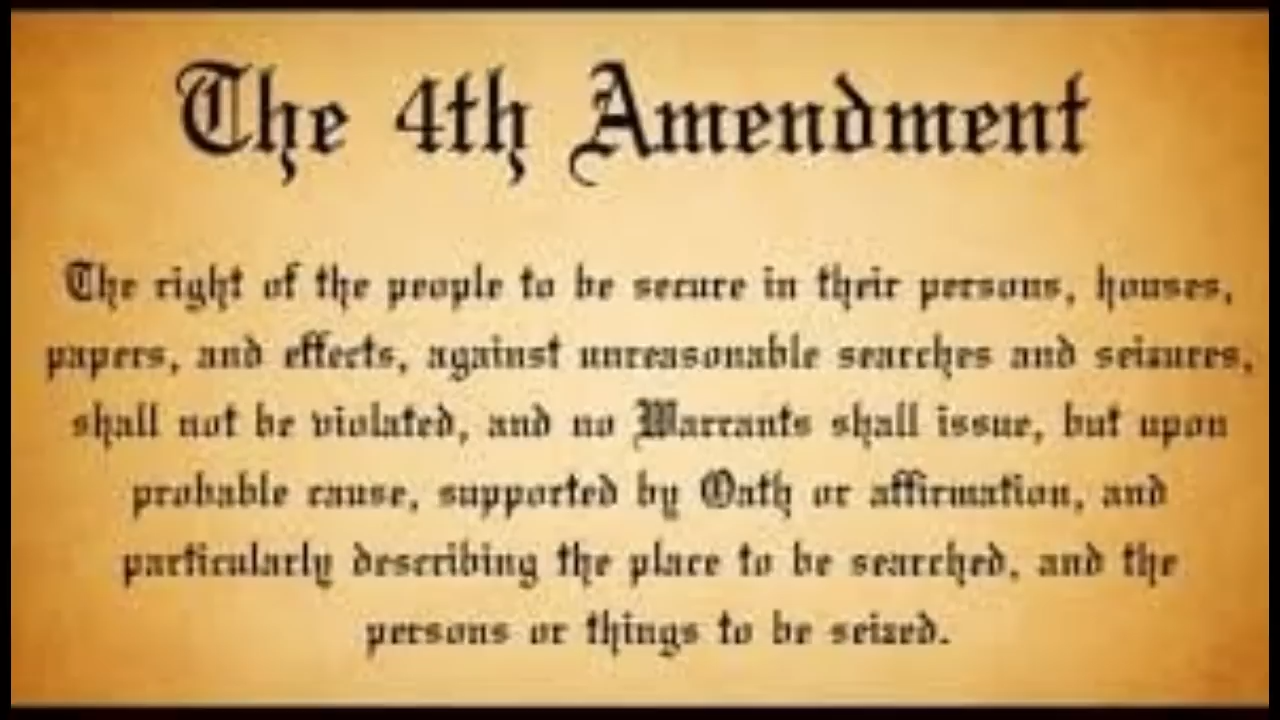 The 4th Amendment
The right of the people to be secure in their persons, houses,
papers, and effects, against unreasonable searches and seizures,
shall not be violated, and no Warrants shall issue, but upon
probable cause, supported by Oath or affirmation, and
particularly describing the place to be searched, and the
persons or things to be seized.